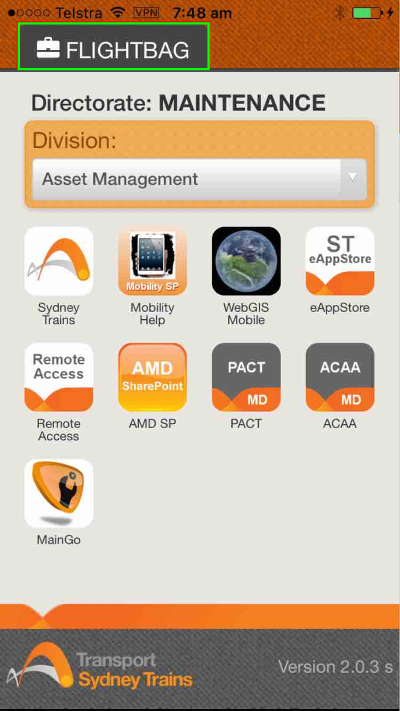 Telstra VPN 7:48 am
FLIGHTBAG
Directorate: MAINTENANCE
Division:
Asset Management
Mobility SP
ST
eAppStore
Sydney
Trains
Mobility
Help
WebGIS
Mobile
eAppStore
Remote
Access
AMD
SharePoint
PACT
MD
ACAA
MD
Remote
Access
AMD SP
PACT
ACAA
MainGo
Transport
Sydney Trains
Version 2.0.3 s